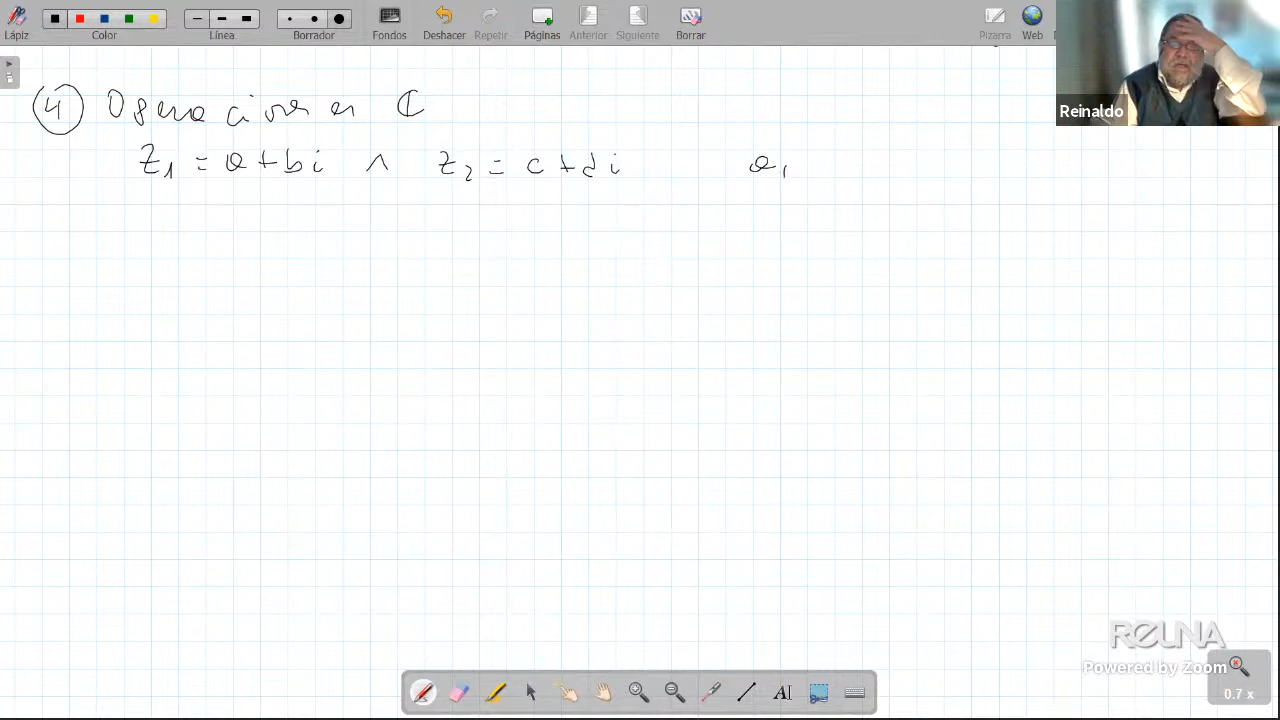 Lápiz Color Línea Borrador Fondos Deshacer Repetir Páginas Anterior Siguiente Borrar Pizarra Web
Reinaldo
④ Operaciones en ℂ
z₁ = a + bi ∧ z₂ = c + di a,
REUNA
Powered by Zoom
0.7 x